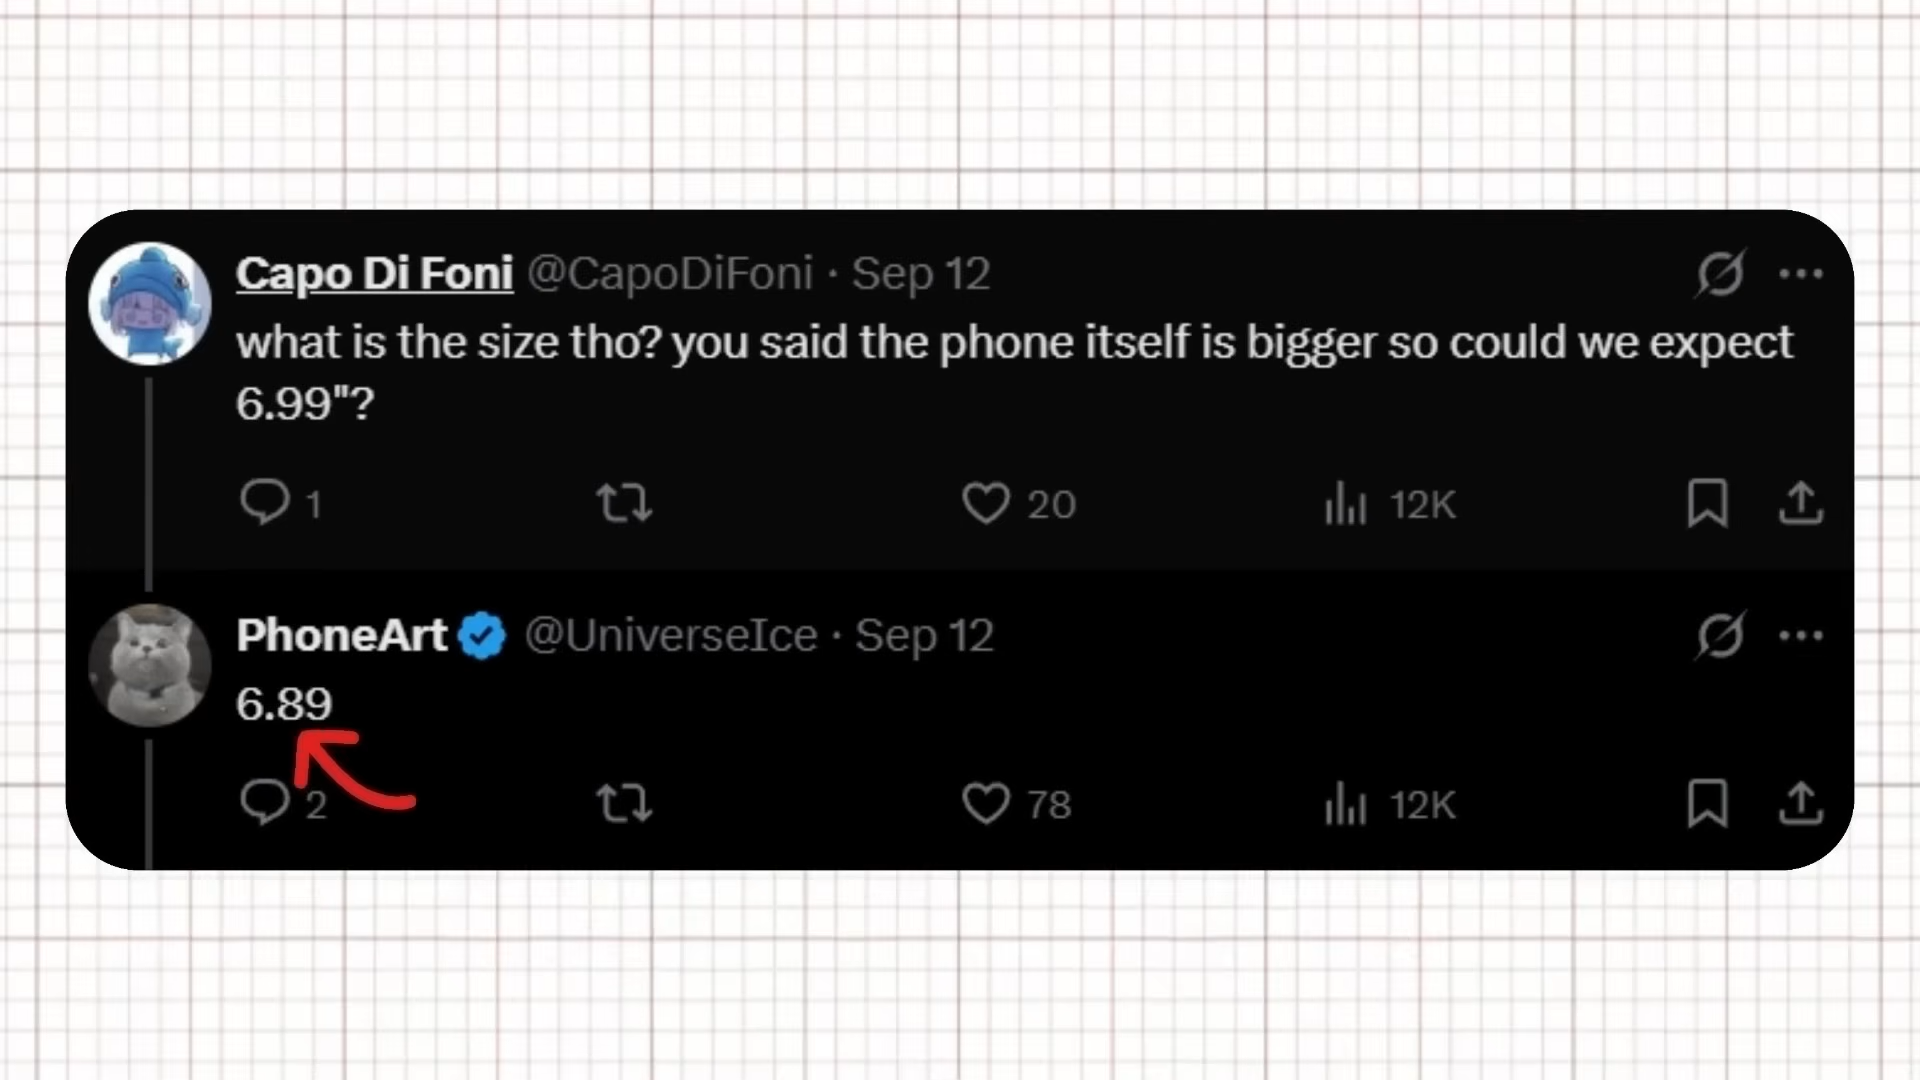 Capo Di Foni @CapoDiFoni · Sep 12
what is the size tho? you said the phone itself is bigger so could we expect
6.99"?
1 20 12K
PhoneArt @UniverseIce · Sep 12
6.89
2 78 12K